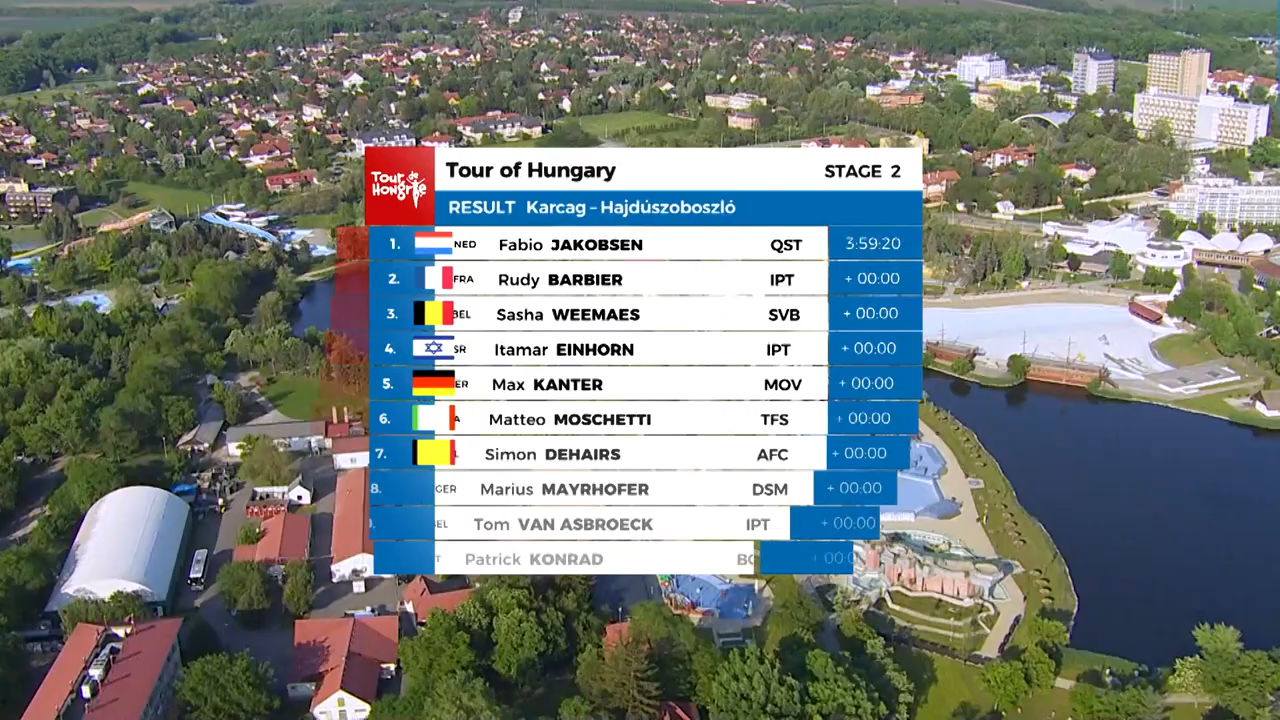 Tour de Hongrie
Tour of Hungary STAGE 2
RESULT Karcag – Hajdúszoboszló
1. NED Fabio JAKOBSEN QST 3:59:20
2. FRA Rudy BARBIER IPT + 00:00
3. BEL Sasha WEEMAES SVB + 00:00
4. SR Itamar EINHORN IPT + 00:00
5. ER Max KANTER MOV + 00:00
6. A Matteo MOSCHETTI TFS + 00:00
7. Simon DEHAIRS AFC + 00:00
8. GER Marius MAYRHOFER DSM + 00:00
EL Tom VAN ASBROECK IPT + 00:00
T Patrick KONRAD